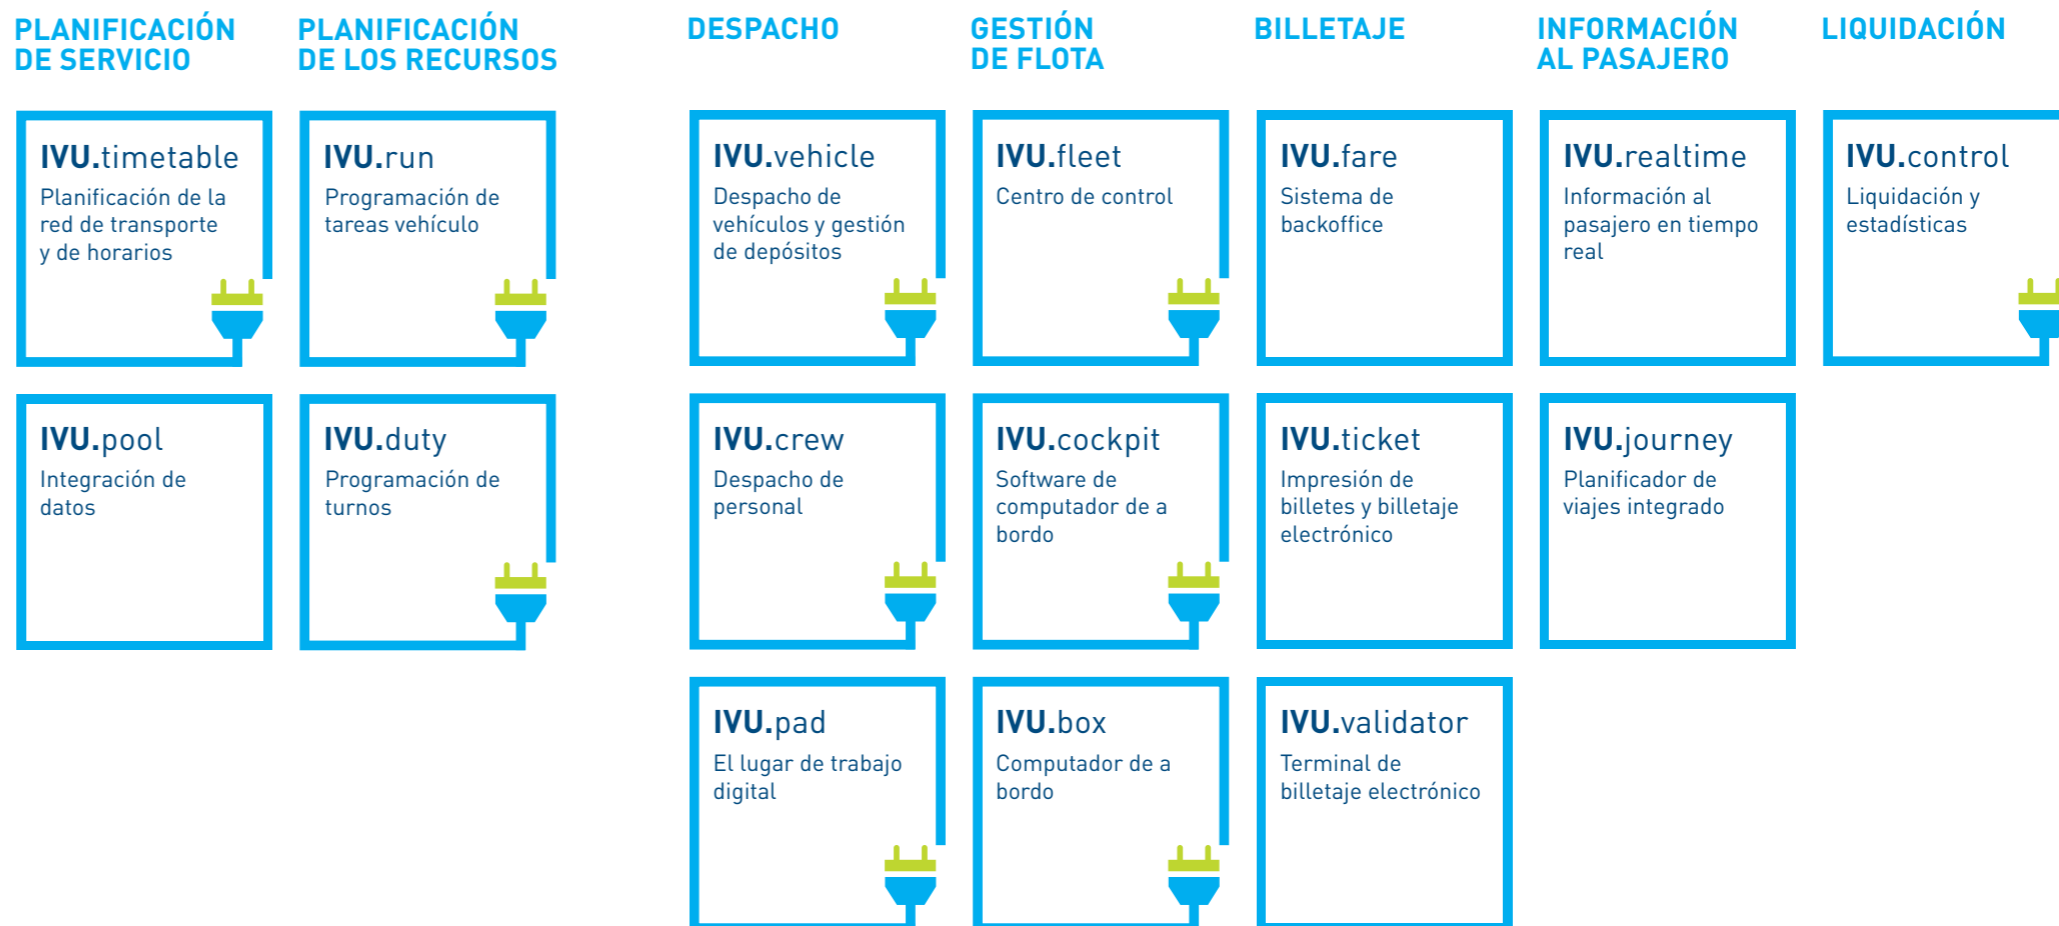 PLANIFICACIÓN
DE SERVICIO
PLANIFICACIÓN
DE LOS RECURSOS
DESPACHO
GESTIÓN
DE FLOTA
BILLETAJE
INFORMACIÓN
AL PASAJERO
LIQUIDACIÓN
IVU.timetable
Planificación de la
red de transporte
y de horarios
IVU.run
Programación de
tareas vehículo
IVU.vehicle
Despacho de
vehículos y gestión
de depósitos
IVU.fleet
Centro de control
IVU.fare
Sistema de
backoffice
IVU.realtime
Información al
pasajero en tiempo
real
IVU.control
Liquidación y
estadísticas
IVU.pool
Integración de
datos
IVU.duty
Programación de
turnos
IVU.crew
Despacho de
personal
IVU.cockpit
Software de
computador de a
bordo
IVU.ticket
Impresión de
billetes y billetaje
electrónico
IVU.journey
Planificador de
viajes integrado
IVU.pad
El lugar de trabajo
digital
IVU.box
Computador de a
bordo
IVU.validator
Terminal de
billetaje electrónico